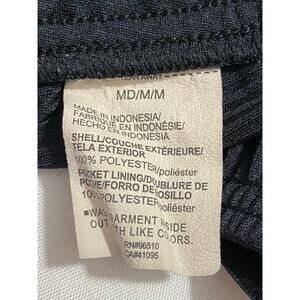 TEAR AWAY
MD/M/M
MADE IN INDONESIA/
FABRIQUÉ EN INDONÉSIE/
HECHO EN INDONESIA
SHELL/COUCHE EXTÉRIEURE/
TELA EXTERIOR
100% POLYESTER/poliéster
POCKET LINING/DOUBLURE DE
POCHE/FORRO DE BOSILLO
100% POLYESTER/poliéster
■WASH GARMENT INSIDE
OUT WITH LIKE COLORS.
RN#96510
CA#41095